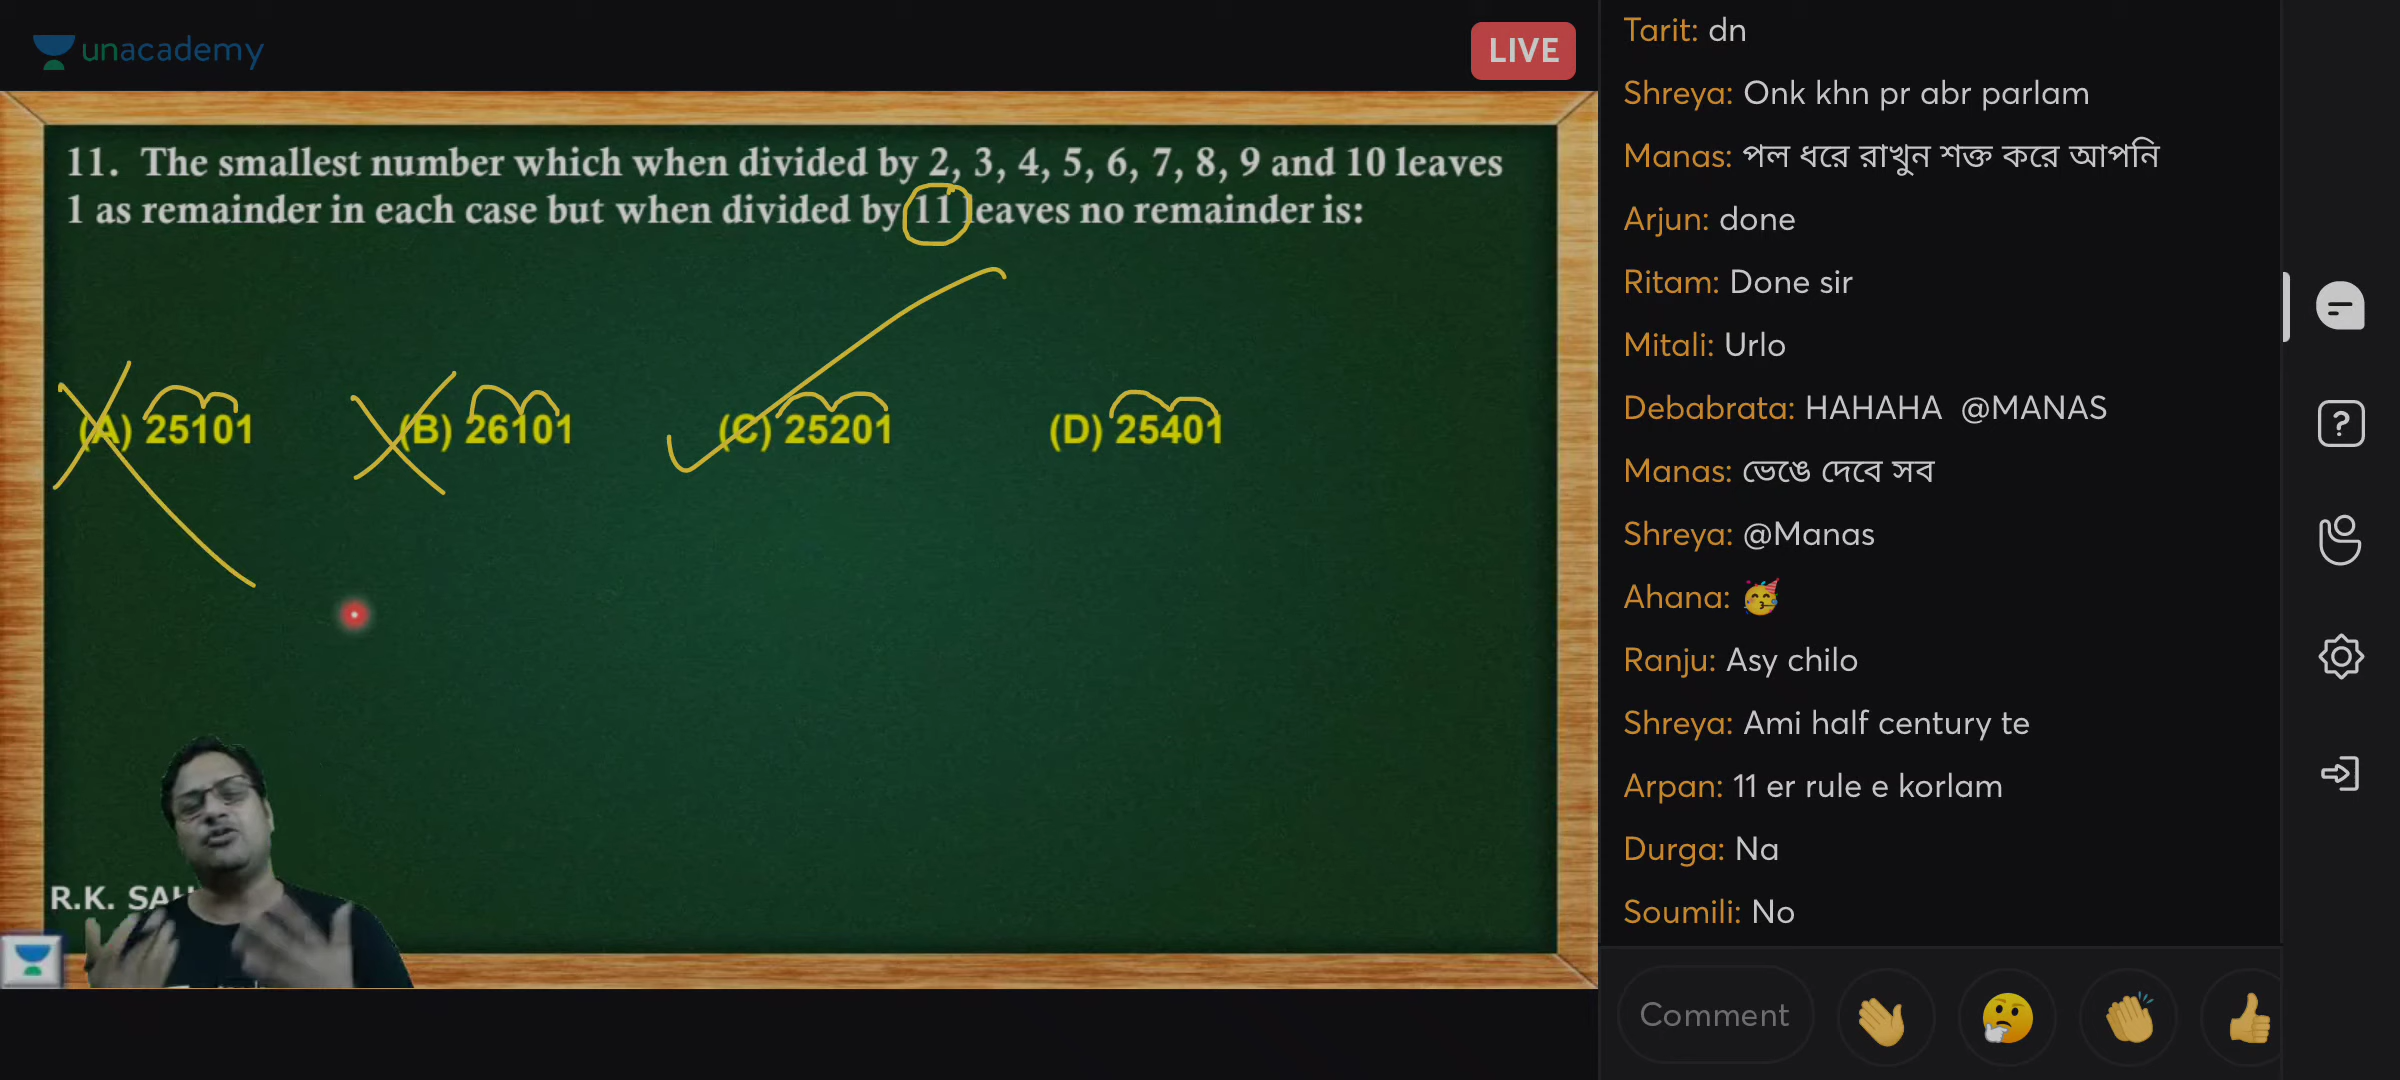 unacademy
LIVE
11. The smallest number which when divided by 2, 3, 4, 5, 6, 7, 8, 9 and 10 leaves
1 as remainder in each case but when divided by 11 leaves no remainder is:
(A) 25101
(B) 26101
(C) 25201
(D) 25401
R.K.
Tarit: dn
Shreya: Onk khn pr abr parlam
Manas: পল ধরে রাখুন শক্ত করে আপনি
Arjun: done
Ritam: Done sir
Mitali: Urlo
Debabrata: HAHAHA @MANAS
Manas: ভেঙে দেবে সব
Shreya: @Manas
Ahana: 🥳
Ranju: Asy chilo
Shreya: Ami half century te
Arpan: 11 er rule e korlam
Durga: Na
Soumili: No
Comment